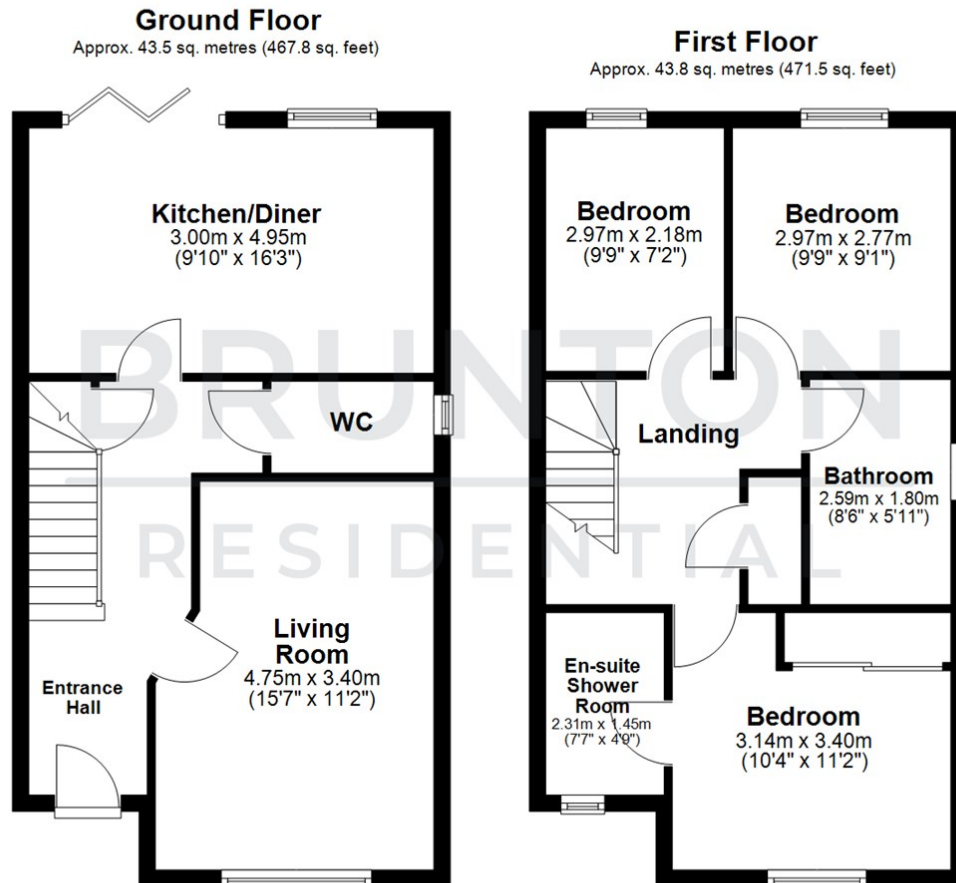 Ground Floor
Approx. 43.5 sq. metres (467.8 sq. feet)
Kitchen/Diner
3.00m x 4.95m
(9'10" x 16'3")
WC
Living
Room
4.75m x 3.40m
(15'7" x 11'2")
Entrance
Hall
First Floor
Approx. 43.8 sq. metres (471.5 sq. feet)
Bedroom
2.97m x 2.18m
(9'9" x 7'2")
Bedroom
2.97m x 2.77m
(9'9" x 9'1")
Landing
Bathroom
2.59m x 1.80m
(8'6" x 5'11")
En-suite
Shower
Room
2.31m x 1.45m
(7'7" x 4'9")
Bedroom
3.14m x 3.40m
(10'4" x 11'2")
BRUNTON
RESIDENTIAL